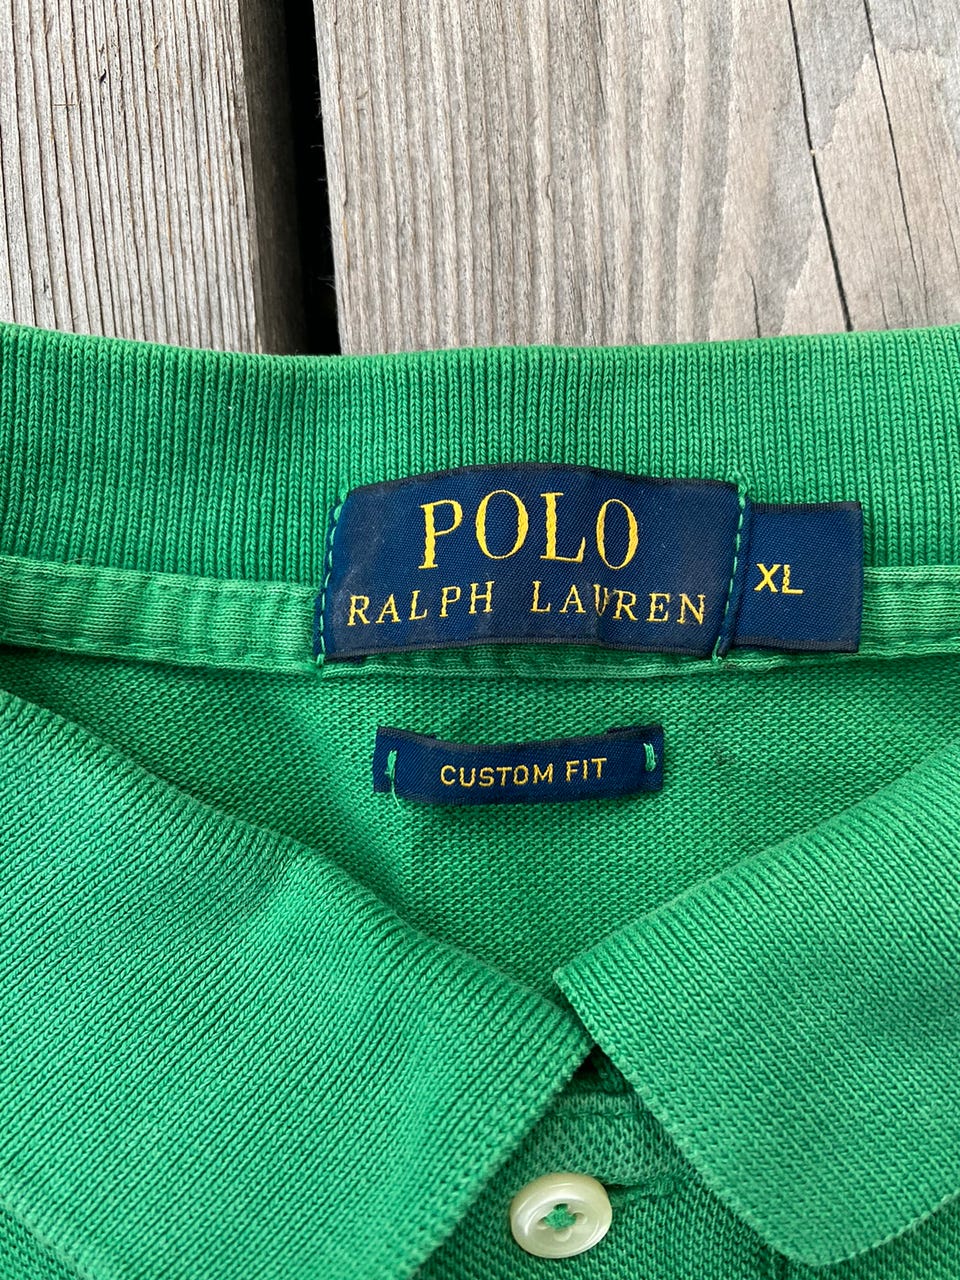 POLO
RALPH LAUREN
XL
CUSTOM FIT